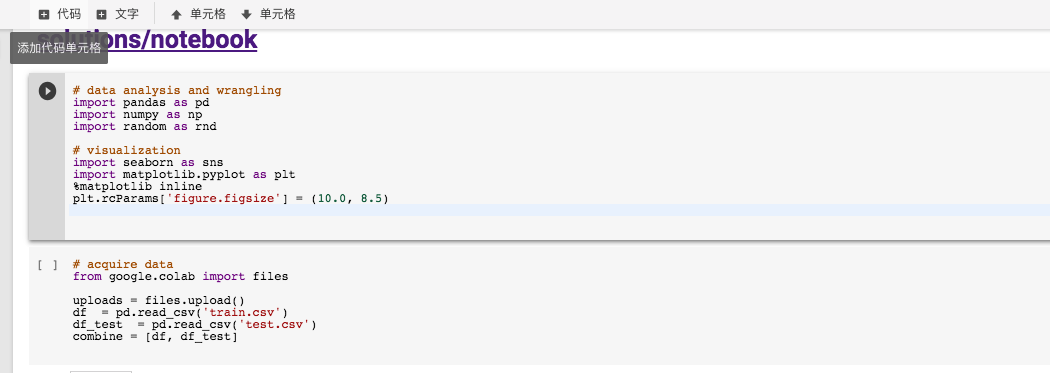 代码 文字 单元格 单元格
solutions/notebook
添加代码单元格
# data analysis and wrangling
import pandas as pd
import numpy as np
import random as rnd
# visualization
import seaborn as sns
import matplotlib.pyplot as plt
%matplotlib inline
plt.rcParams['figure.figsize'] = (10.0, 8.5)
[ ] # acquire data
from google.colab import files
uploads = files.upload()
df  = pd.read_csv('train.csv')
df_test  = pd.read_csv('test.csv')
combine = [df, df_test]